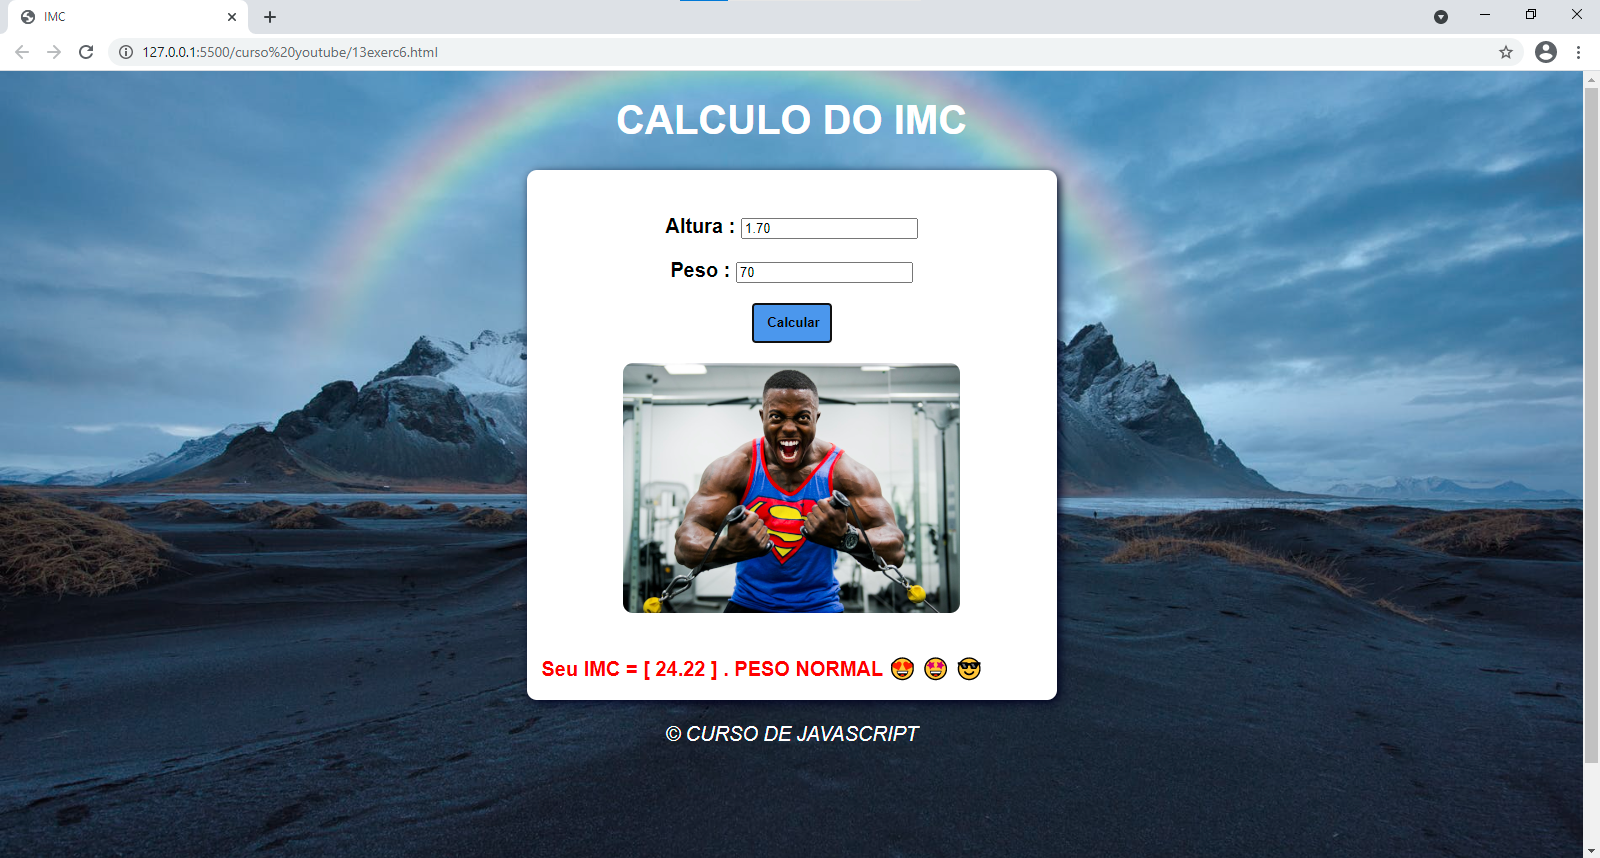 IMC
127.0.0.1:5500/curso%20youtube/13exerc6.html
CALCULO DO IMC
Altura : 1.70
Peso : 70
Calcular
S
Seu IMC = [ 24.22 ] . PESO NORMAL 😍 🤩 😎
© CURSO DE JAVASCRIPT